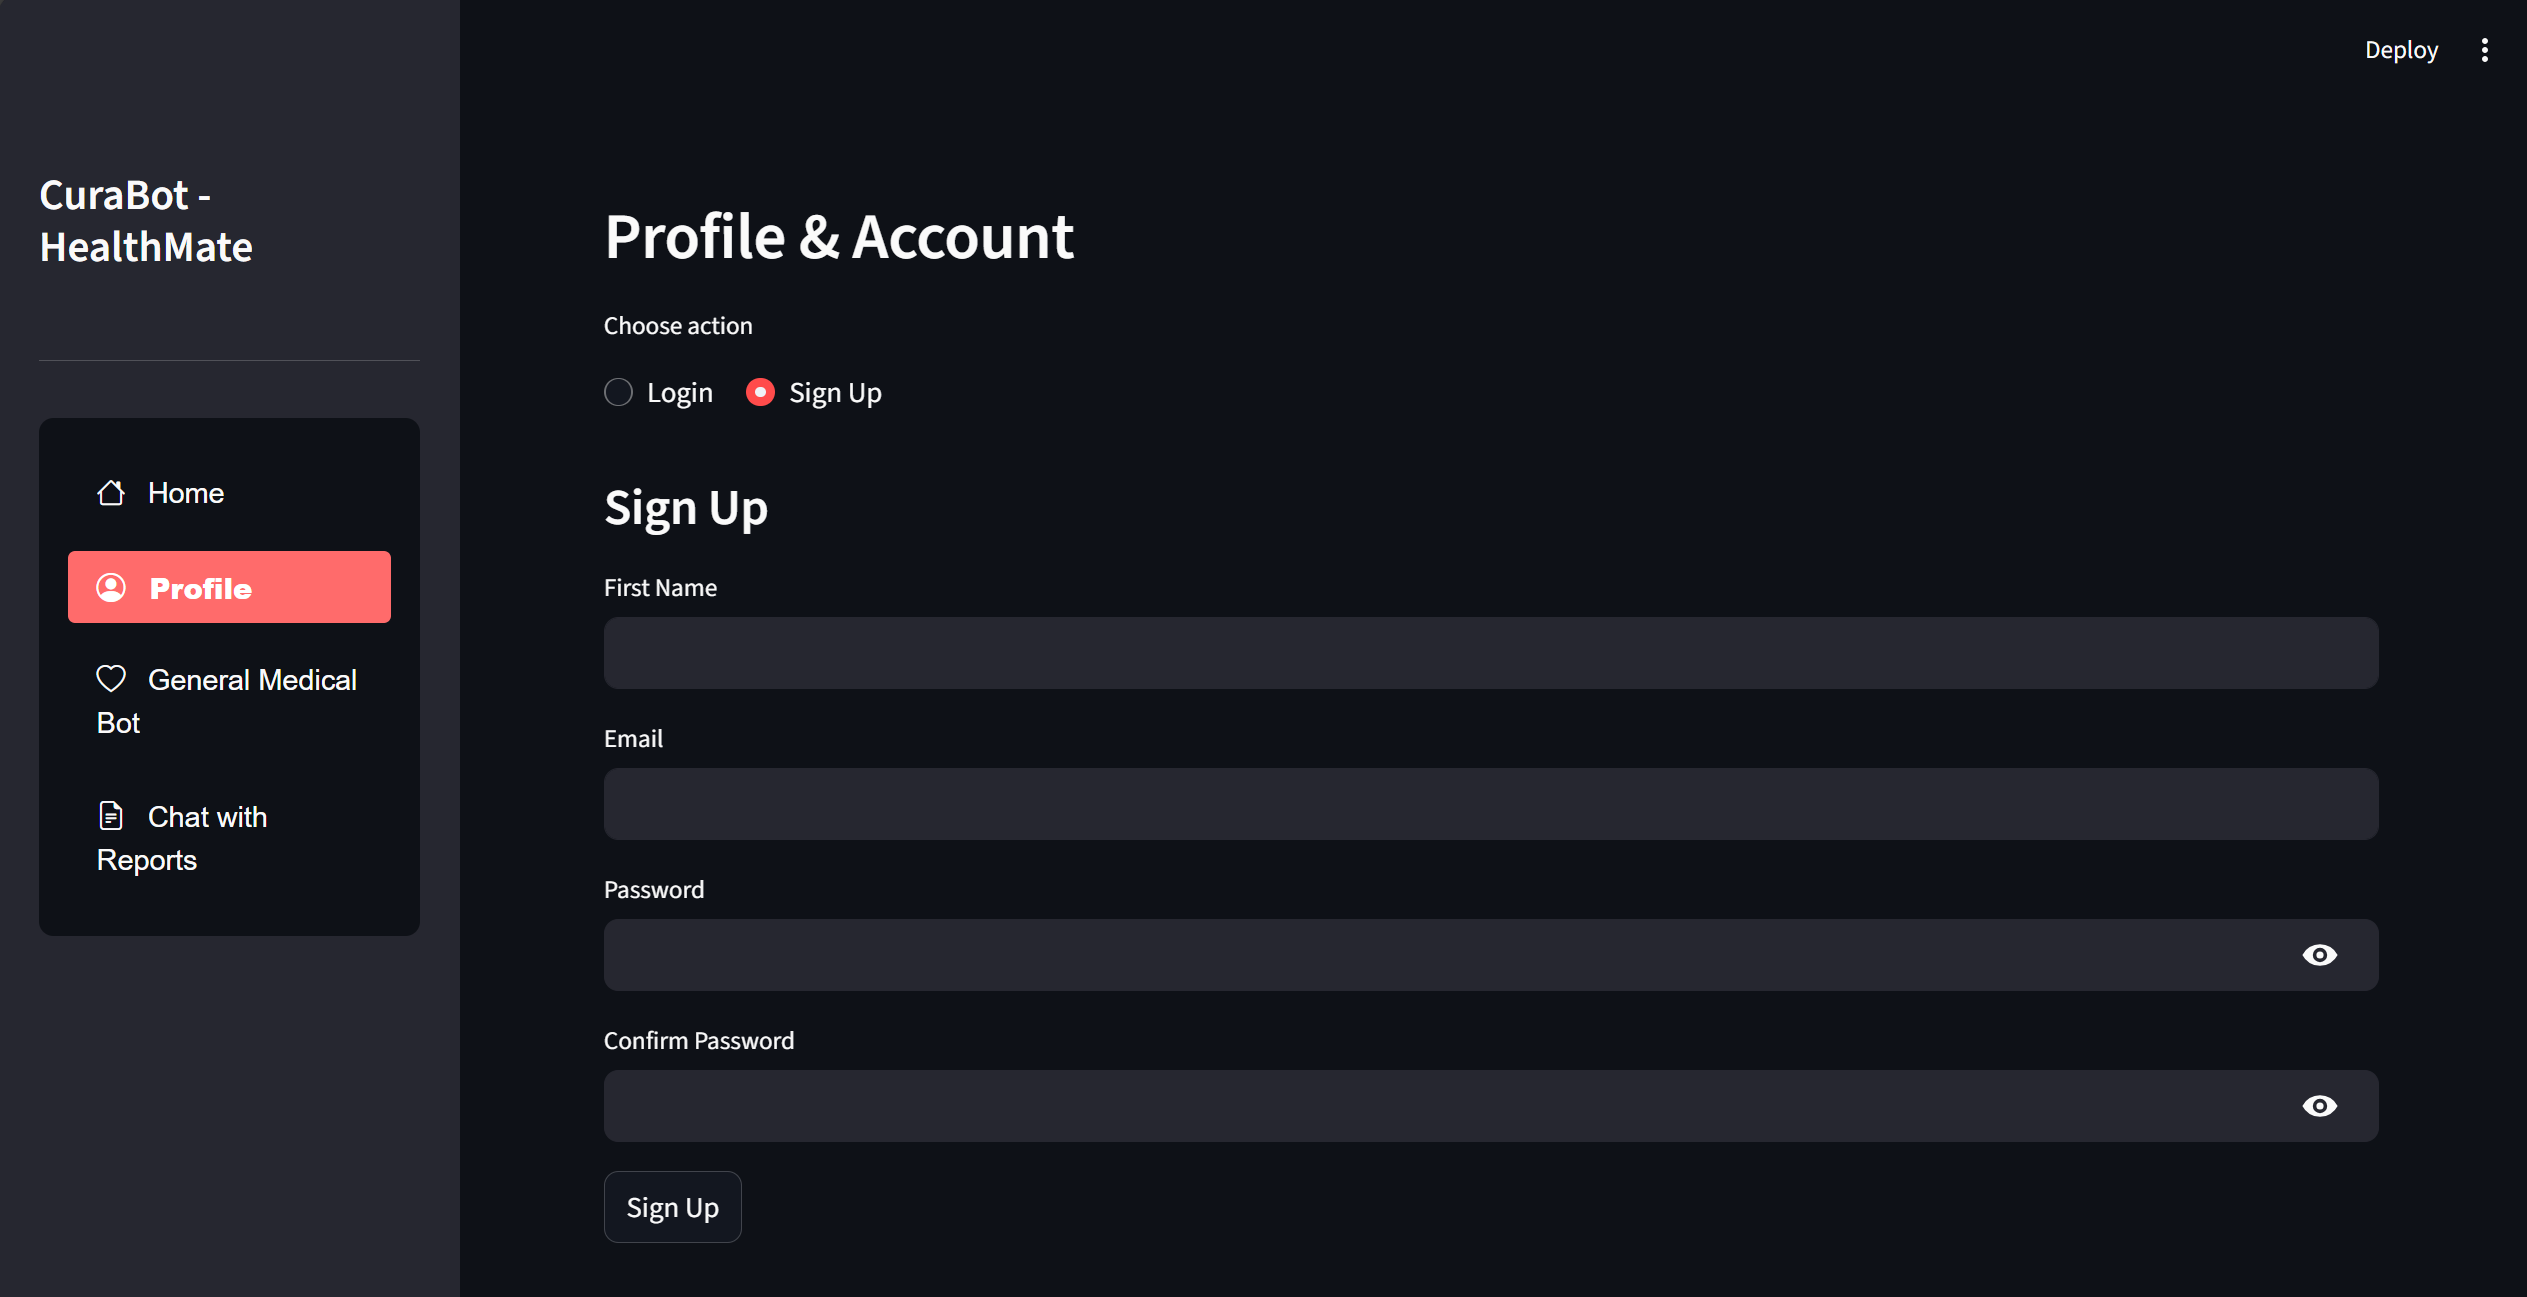 Deploy
CuraBot -
HealthMate
Home
Profile
General Medical
Bot
Chat with
Reports
Profile & Account
Choose action
Login
Sign Up
Sign Up
First Name
Email
Password
Confirm Password
Sign Up